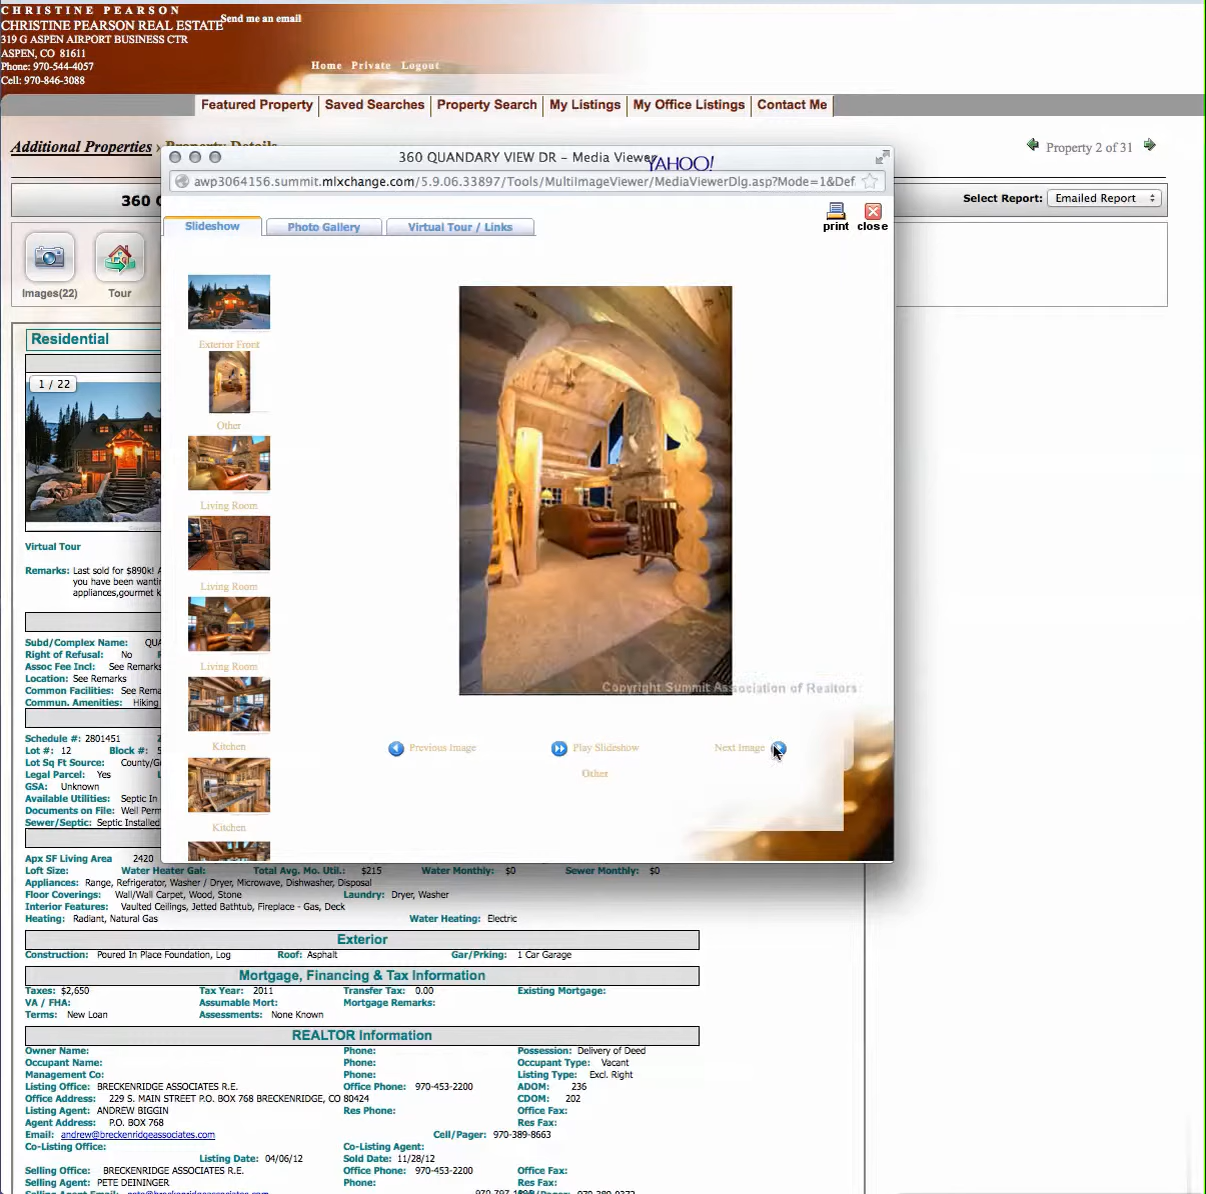 CHRISTINE PEARSON
CHRISTINE PEARSON REAL ESTATE
Send me an email
319 G ASPEN AIRPORT BUSINESS CTR
ASPEN, CO 81611
Phone: 970-544-4057
Cell: 970-846-3088
Home Private Logout
Featured Property Saved Searches Property Search My Listings My Office Listings Contact Me
Additional Properties › Property Details
Property 2 of 31
360 QUANDARY VIEW DR - Media Viewer
YAHOO!
awp3064156.summit.mlxchange.com/5.9.06.33897/Tools/MultiImageViewer/MediaViewerDlg.asp?Mode=1&Def
360
Select Report: Emailed Report
print close
Slideshow Photo Gallery Virtual Tour / Links
Images(22) Tour
Residential
Exterior Front
1 / 22
Other
Living Room
Virtual Tour
Remarks: Last sold for $890k!
you have been
appliances,gourmet
Living Room
Living Room
Subd/Complex Name:
Right of Refusal: No
Assoc Fee Incl: See Remarks
Location: See Remarks
Common Facilities: See
Commun. Amenities: Hiking
Copyright Summit Association of Realtors
Schedule #: 2801451
Lot #: 12 Block #: 5
Lot Sq Ft Source:
Legal Parcel: Yes
GSA: Unknown
Available Utilities: Septic In
Documents on File: Well
Sewer/Septic: Septic Installed
Kitchen
Previous Image Play Slideshow Next Image
Other
Kitchen
Apx SF Living Area 2420
Loft Size: Water Heater Gal: Total Avg. Mo. Util.: $215 Water Monthly: $0 Sewer Monthly: $0
Appliances: Range, Refrigerator, Washer / Dryer, Microwave, Dishwasher, Disposal
Floor Coverings: Wall/Wall Carpet, Wood, Stone Laundry: Dryer, Washer
Interior Features: Vaulted Ceilings, Jetted Bathtub, Fireplace - Gas, Deck
Heating: Radiant, Natural Gas Water Heating: Electric
Exterior
Construction: Poured In Place Foundation, Log Roof: Asphalt Gar/Prking: 1 Car Garage
Mortgage, Financing & Tax Information
Taxes: $2,650 Tax Year: 2011 Transfer Tax: 0.00 Existing Mortgage:
VA / FHA: Assumable Mort: Mortgage Remarks:
Terms: New Loan Assessments: None Known
REALTOR Information
Owner Name: Phone: Possession: Delivery of Deed
Occupant Name: Phone: Occupant Type: Vacant
Management Co: Phone: Listing Type: Excl. Right
Listing Office: BRECKENRIDGE ASSOCIATES R.E. Office Phone: 970-453-2200 ADOM: 236
Office Address: 229 S. MAIN STREET P.O. BOX 768 BRECKENRIDGE, CO 80424 CDOM: 202
Listing Agent: ANDREW BIGGIN Res Phone: Office Fax:
Agent Address: P.O. BOX 768 Res Fax:
Email: andrew@breckenridgeassociates.com Cell/Pager: 970-389-8663
Co-Listing Office: Co-Listing Agent:
Listing Date: 04/06/12 Sold Date: 11/28/12
Selling Office: BRECKENRIDGE ASSOCIATES R.E. Office Phone: 970-453-2200 Office Fax:
Selling Agent: PETE DEININGER Phone: Res Fax: